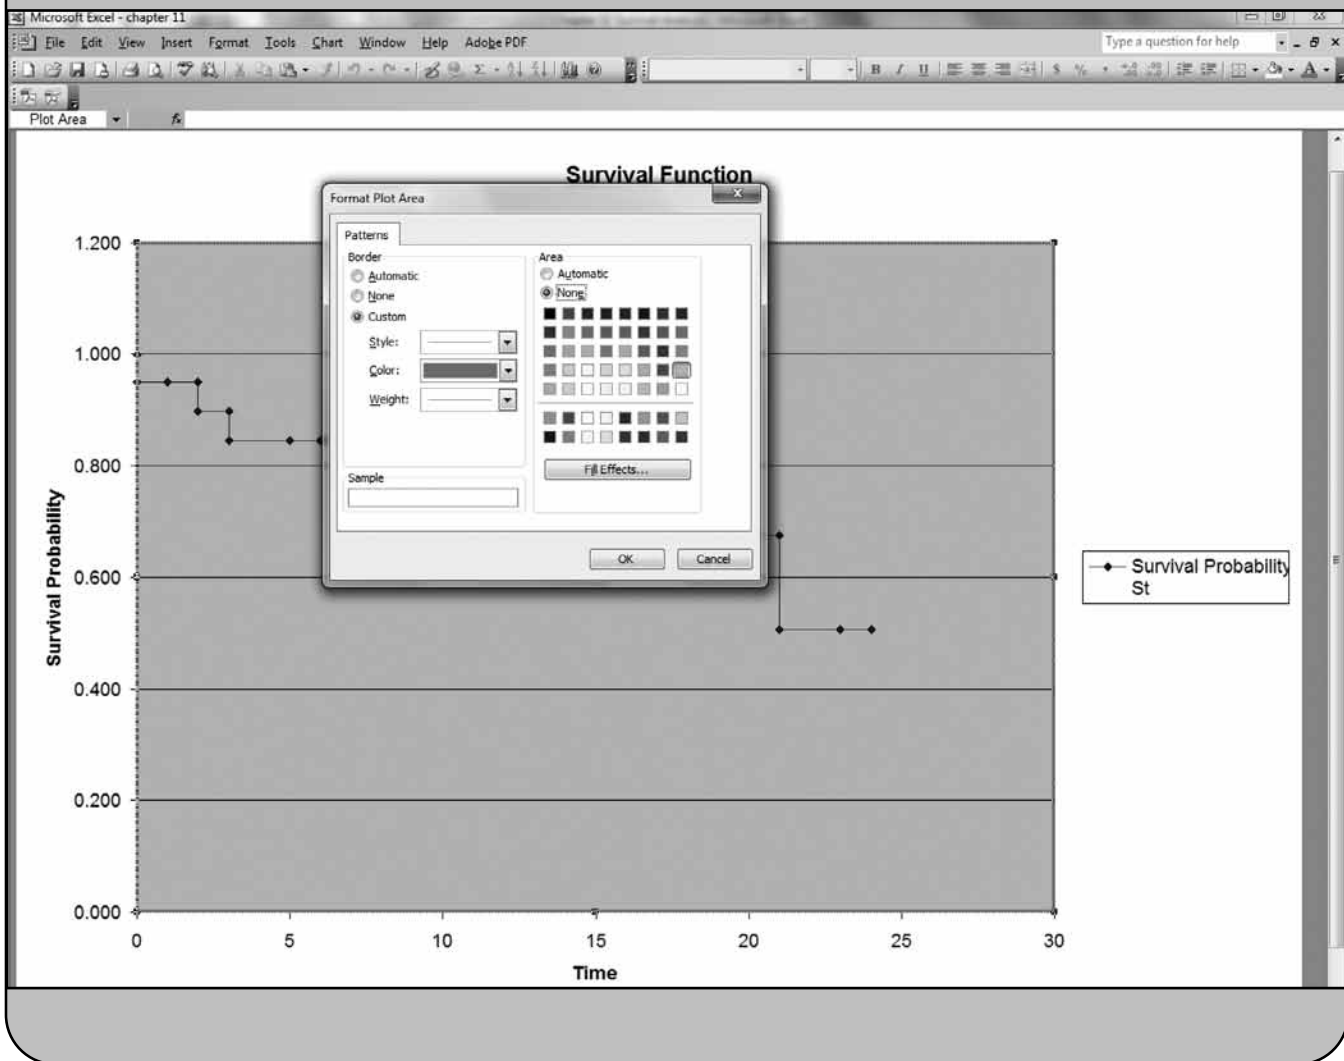 Microsoft Excel - chapter 11
File Edit View Insert Format Tools Chart Window Help Adobe PDF
Type a question for help
B I U
$ %
Plot Area
fx
Survival Function
Format Plot Area
Patterns
Border
Automatic
None
Custom
Style:
Color:
Weight:
Sample
Area
Automatic
None
Fill Effects...
OK
Cancel
1.200
1.000
0.800
0.600
0.400
0.200
0.000
Survival Probability
0 5 10 15 20 25 30
Time
Survival Probability
St